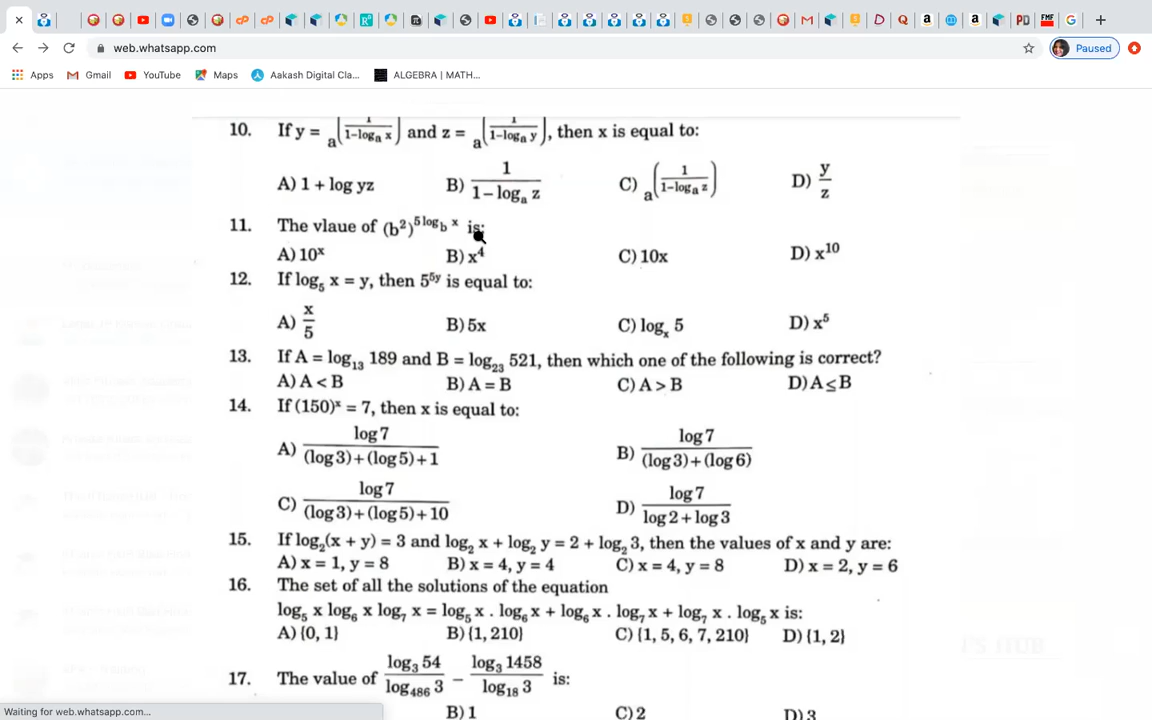 web.whatsapp.com
Paused
Apps Gmail YouTube Maps Aakash Digital Cla... ALGEBRA | MATH...
10. If y = a^(1/(1–log_a x)) and z = a^(1/(1–log_a y)), then x is equal to:
A) 1 + log yz B) 1/(1 – log_a z) C) a^(1/(1–log_a z)) D) y/z
11. The vlaue of (b²)^(5 log_b x) is:
A) 10ˣ B) x⁴ C) 10x D) x¹⁰
12. If log₅ x = y, then 5^(5y) is equal to:
A) x/5 B) 5x C) logₓ 5 D) x⁵
13. If A = log₁₃ 189 and B = log₂₃ 521, then which one of the following is correct?
A) A < B B) A = B C) A > B D) A ≤ B
14. If (150)ˣ = 7, then x is equal to:
A) log 7/((log 3) + (log 5) + 1) B) log 7/((log 3) + (log 6))
C) log 7/((log 3) + (log 5) + 10) D) log 7/(log 2 + log 3)
15. If log₂(x + y) = 3 and log₂ x + log₂ y = 2 + log₂ 3, then the values of x and y are:
A) x = 1, y = 8 B) x = 4, y = 4 C) x = 4, y = 8 D) x = 2, y = 6
16. The set of all the solutions of the equation
log₅ x log₆ x log₇ x = log₅ x . log₆ x + log₆ x . log₇ x + log₇ x . log₅ x is:
A) {0, 1} B) {1, 210} C) {1, 5, 6, 7, 210} D) {1, 2}
17. The value of log₃ 54/log₄₈₆ 3 – log₃ 1458/log₁₈ 3 is:
B) 1 C) 2 D) 3
Waiting for web.whatsapp.com...